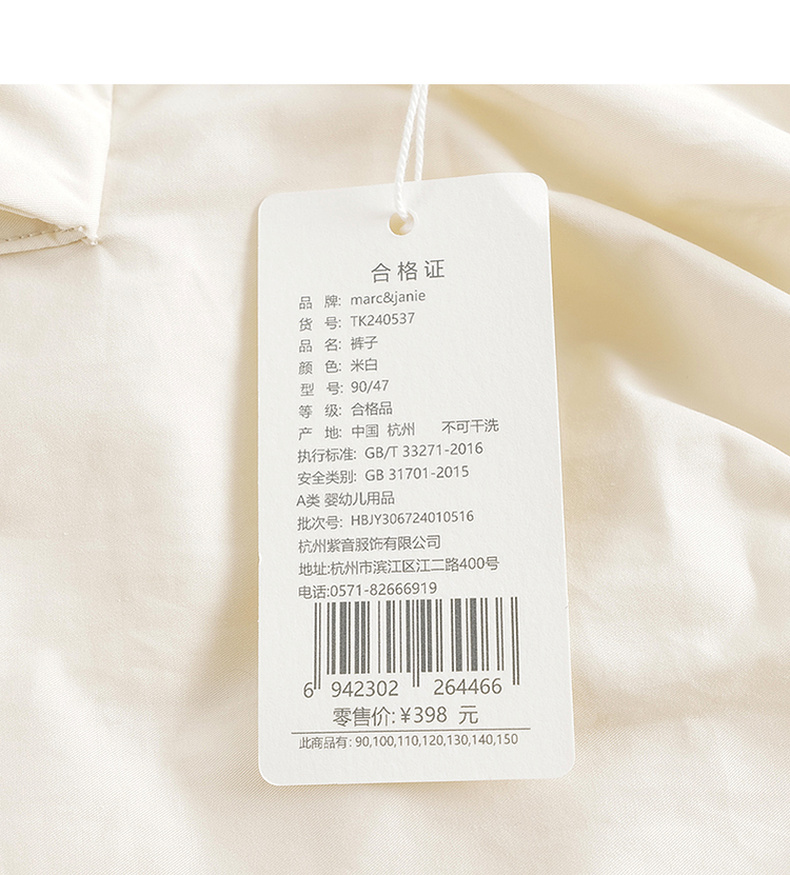 合格证
品 牌: marc&janie
货 号: TK240537
品 名: 裤子
颜 色: 米白
型 号: 90/47
等 级: 合格品
产 地: 中国 杭州 不可干洗
执行标准: GB/T 33271-2016
安全类别: GB 31701-2015
A类 婴幼儿用品
批次号: HBJY306724010516
杭州紫音服饰有限公司
地址:杭州市滨江区江二路400号
电话:0571-82666919
6 942302 264466
零售价:¥398 元
此商品有: 90,100,110,120,130,140,150